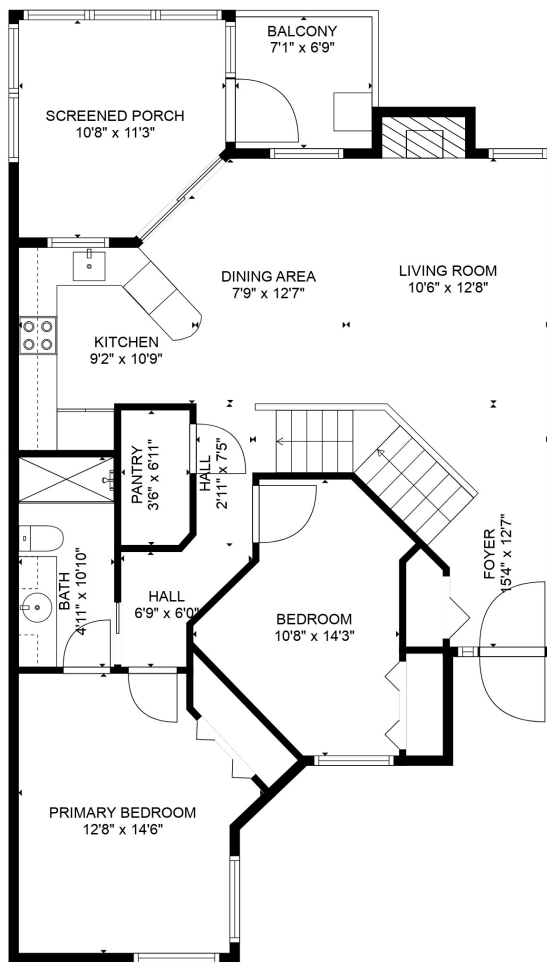 BALCONY
7'1" x 6'9"
SCREENED PORCH
10'8" x 11'3"
DINING AREA
7'9" x 12'7"
LIVING ROOM
10'6" x 12'8"
KITCHEN
9'2" x 10'9"
PANTRY
3'6" x 6'11"
HALL
2'11" x 7'5"
BATH
4'11" x 10'10"
HALL
6'9" x 6'0"
BEDROOM
10'8" x 14'3"
FOYER
15'4" x 12'7"
PRIMARY BEDROOM
12'8" x 14'6"